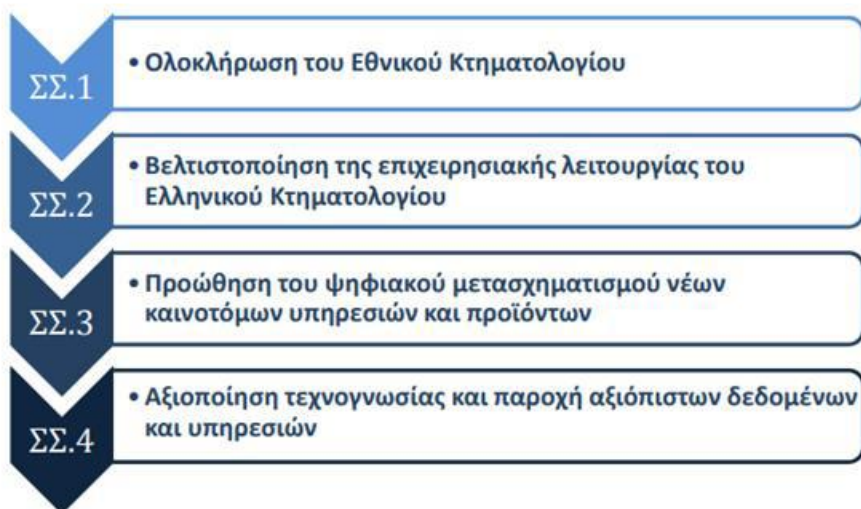 ΣΣ.1
• Ολοκλήρωση του Εθνικού Κτηματολογίου
ΣΣ.2
• Βελτιστοποίηση της επιχειρησιακής λειτουργίας του
Ελληνικού Κτηματολογίου
ΣΣ.3
• Προώθηση του ψηφιακού μετασχηματισμού νέων
καινοτόμων υπηρεσιών και προϊόντων
ΣΣ.4
• Αξιοποίηση τεχνογνωσίας και παροχή αξιόπιστων δεδομένων
και υπηρεσιών